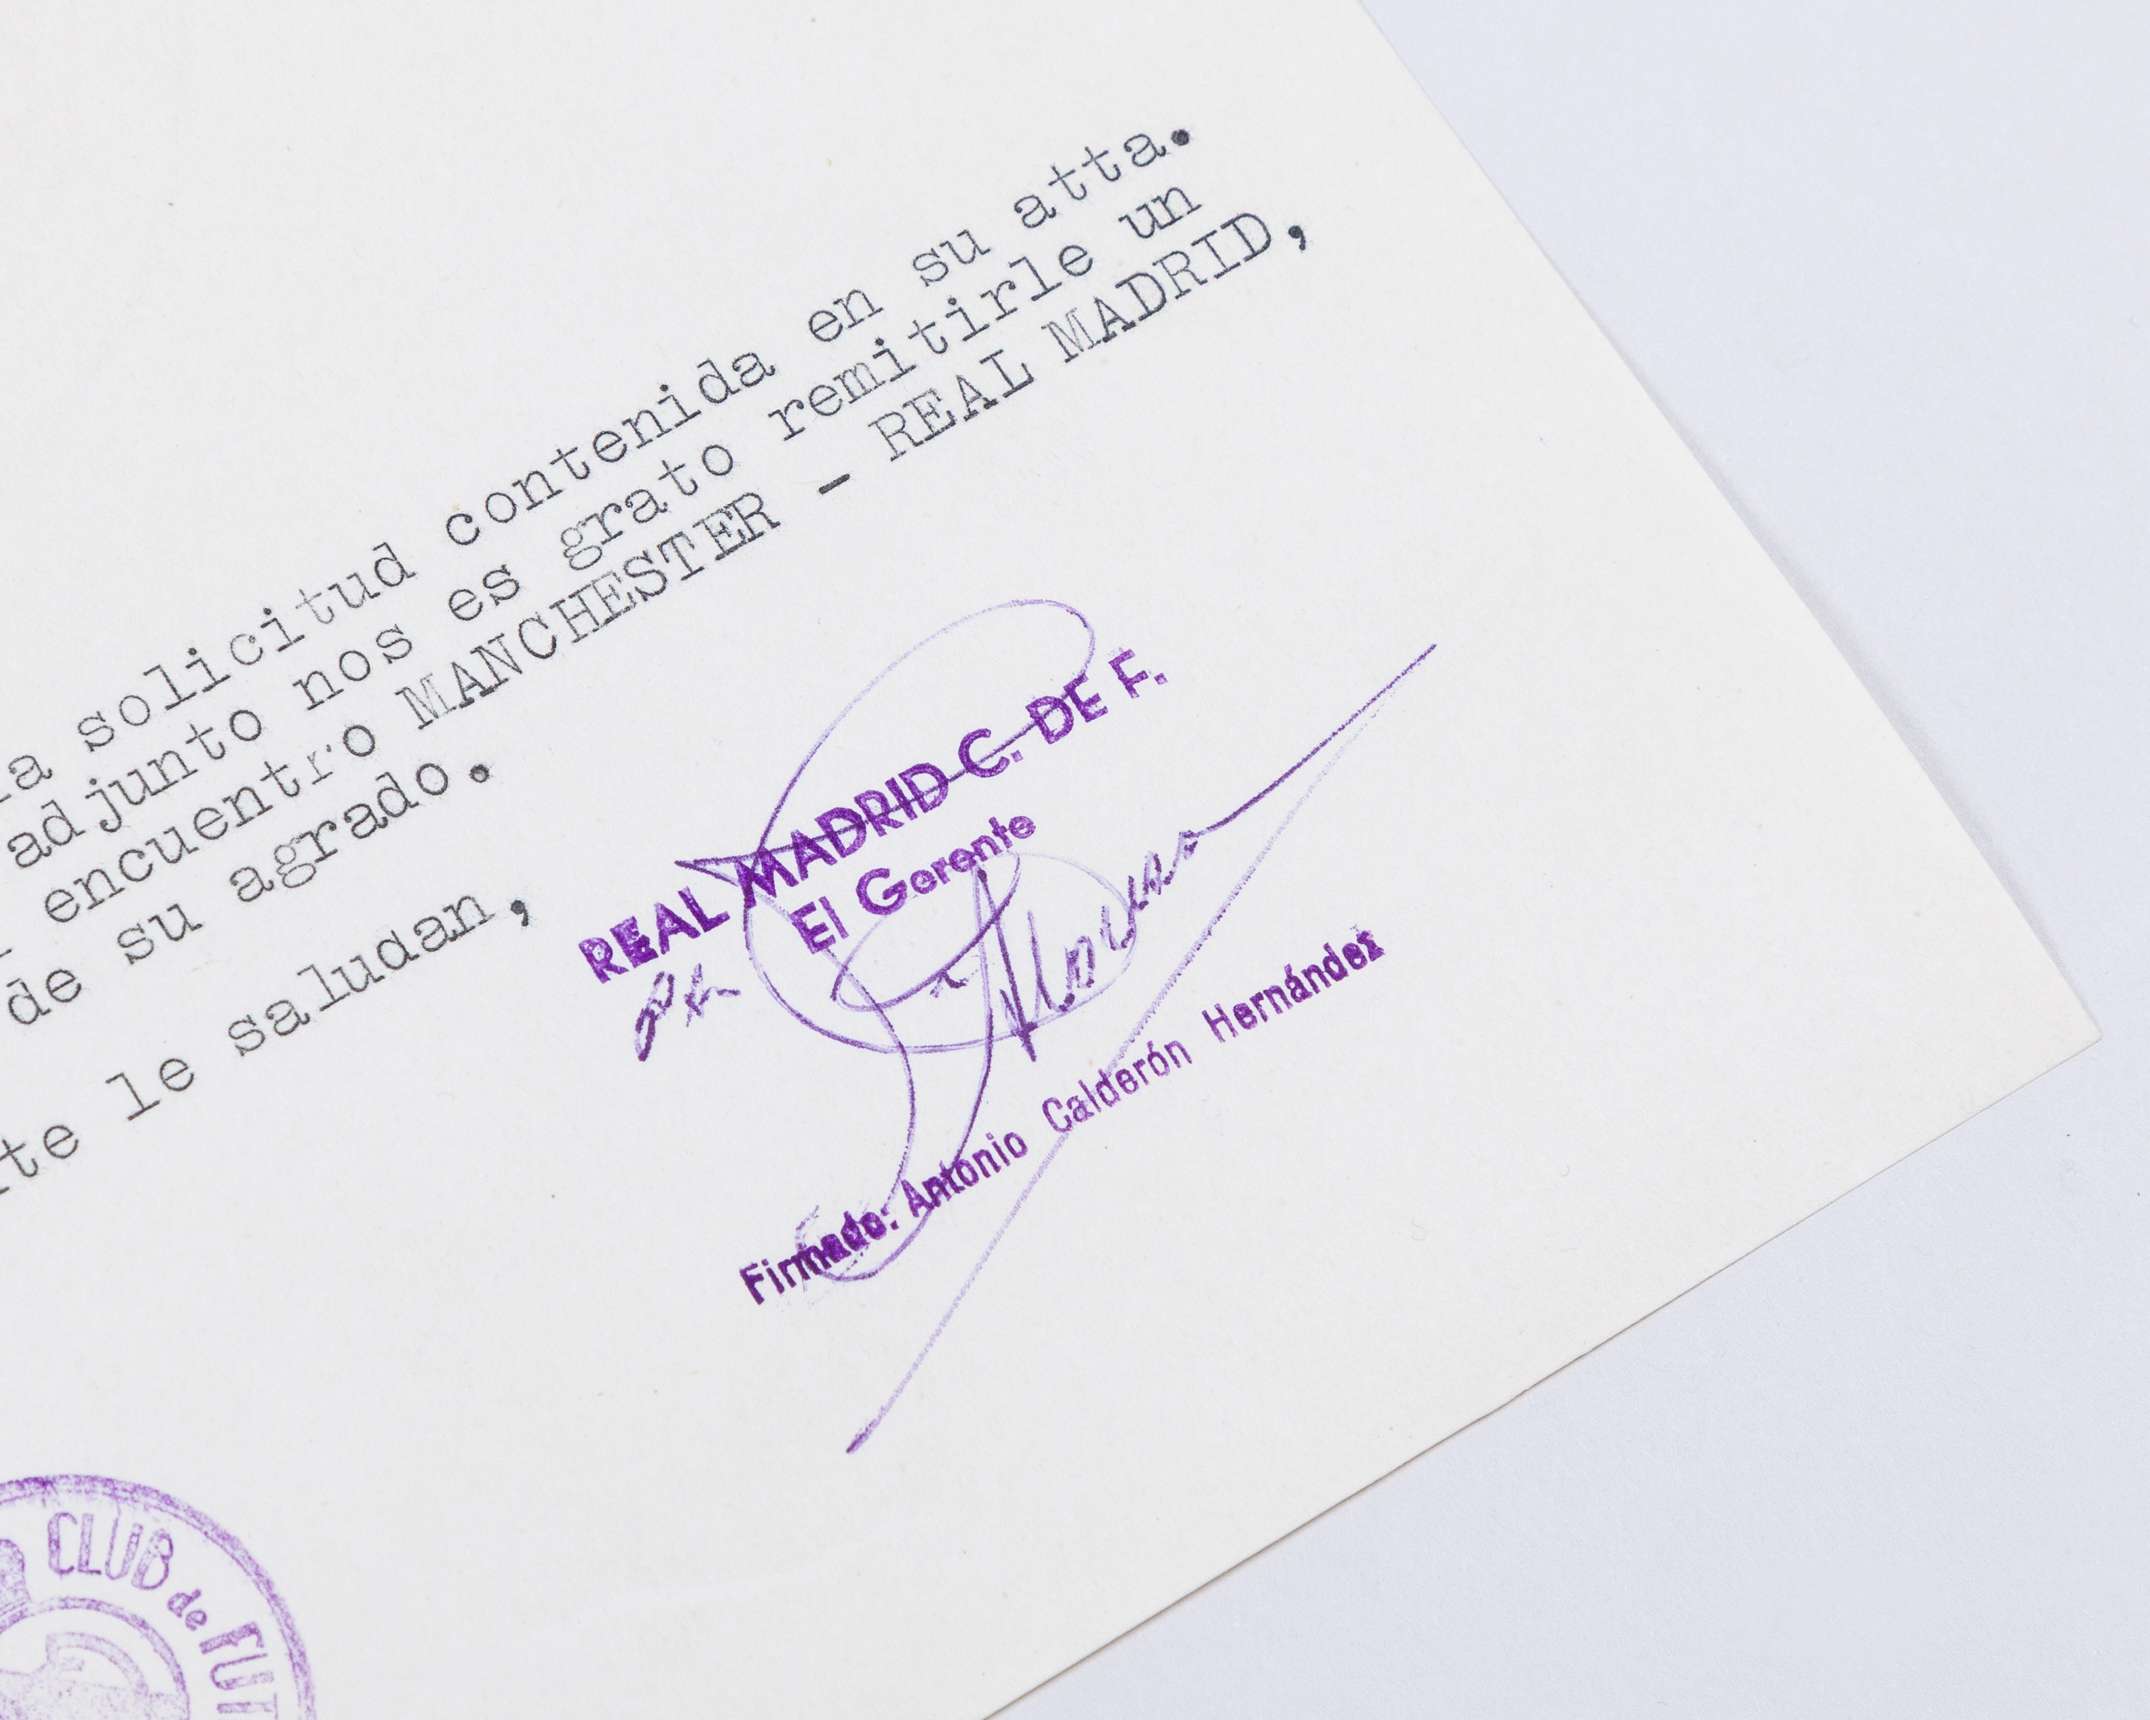 solicitud contenida en su atta.
adjunto nos es grato remitirle un
encuentro MANCHESTER - REAL MADRID,
de su agrado.
te le saludan,
REAL MADRID C. DE F.
El Gerente
Firmado: Antonio Calderón Hernández
CLUB de FUT